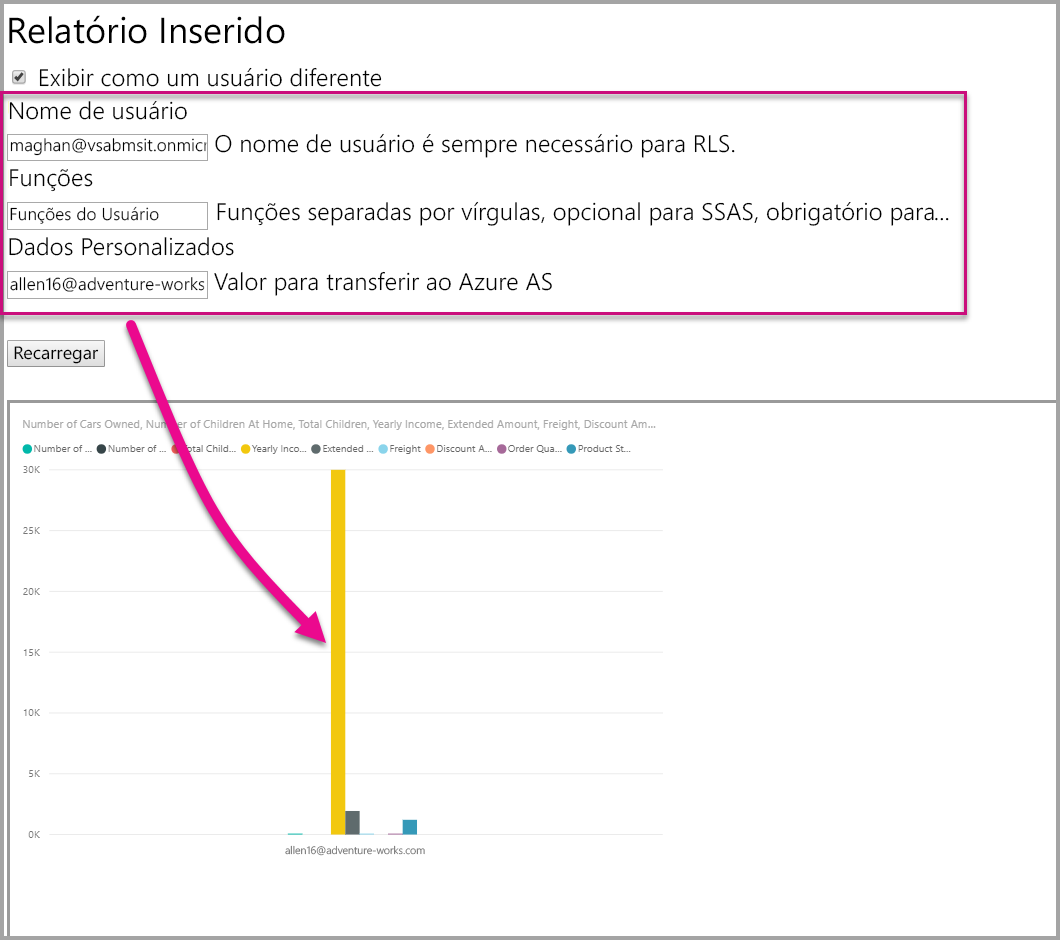 Relatório Inserido
Exibir como um usuário diferente
Nome de usuário
maghan@vsabmsit.onmicr O nome de usuário é sempre necessário para RLS.
Funções
Funções do Usuário Funções separadas por vírgulas, opcional para SSAS, obrigatório para...
Dados Personalizados
allen16@adventure-works Valor para transferir ao Azure AS
Recarregar
Number of Cars Owned, Number of Children At Home, Total Children, Yearly Income, Extended Amount, Freight, Discount Am...
Number of ... Number of ... Total Child... Yearly Inco... Extended ... Freight Discount A... Order Qua... Product St...
30K
25K
20K
15K
10K
5K
0K
allen16@adventure-works.com